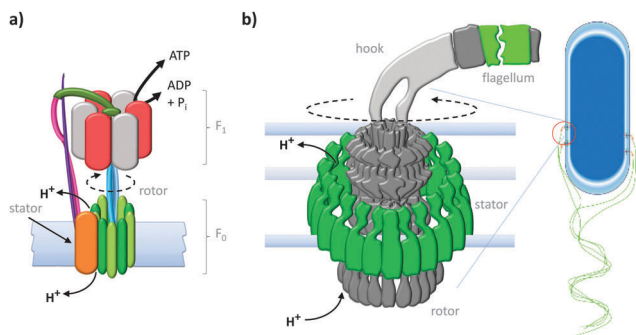 a)
ATP
ADP
+ Pi
F1
H+
rotor
stator
F0
H+
b)
hook
flagellum
H+
stator
rotor
H+